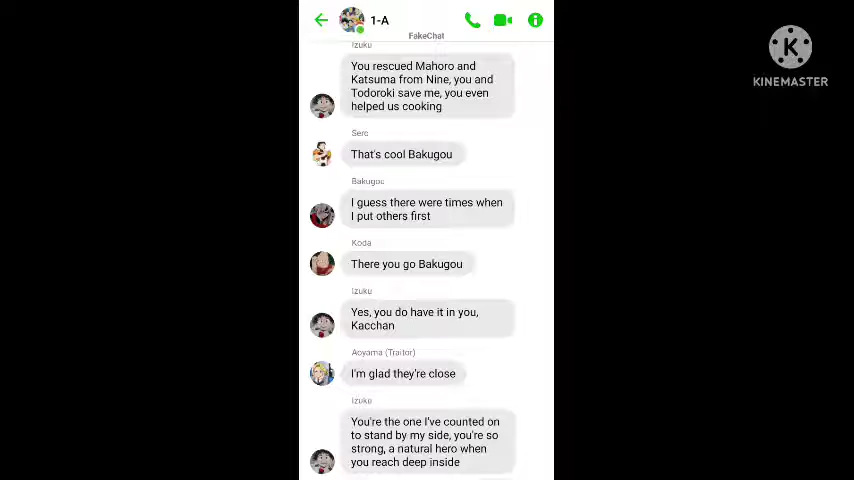 1-A
FakeChat
Izuku
You rescued Mahoro and
Katsuma from Nine, you and
Todoroki save me, you even
helped us cooking
Sero
That's cool Bakugou
Bakugou
I guess there were times when
I put others first
Koda
There you go Bakugou
Izuku
Yes, you do have it in you,
Kacchan
Aoyama (Traitor)
I'm glad they're close
Izuku
You're the one I've counted on
to stand by my side, you're so
strong, a natural hero when
you reach deep inside
K
KINEMASTER